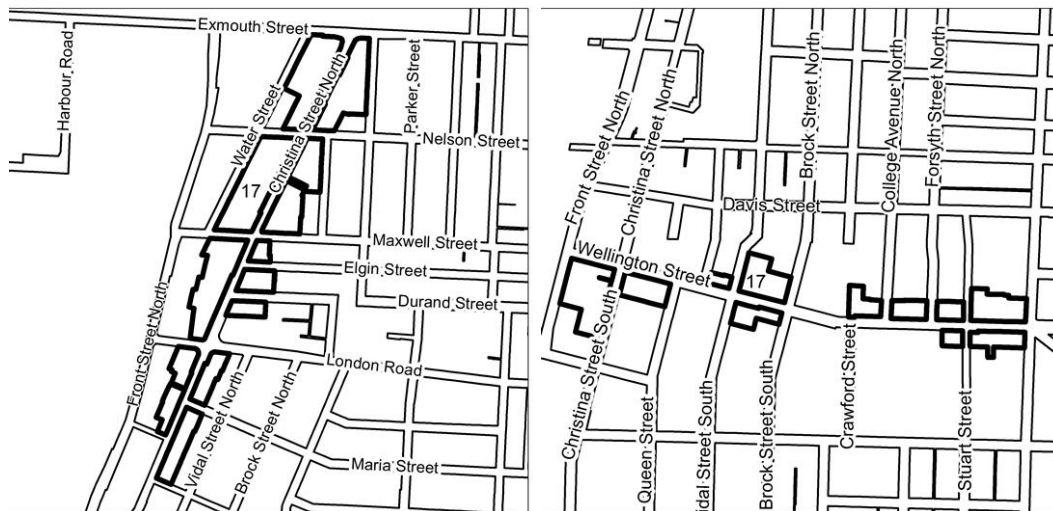 Exmouth Street
Harbour Road
Water Street
Christina Street North
Parker Street
Nelson Street
17
Maxwell Street
Elgin Street
Durand Street
Front Street North
London Road
Vidal Street North
Brock Street North
Maria Street
Front Street North
Christina Street North
Brock Street North
College Avenue North
Forsyth Street North
Davis Street
Wellington Street
17
Christina Street South
Queen Street
idal Street South
Brock Street South
Crawford Street
Stuart Street